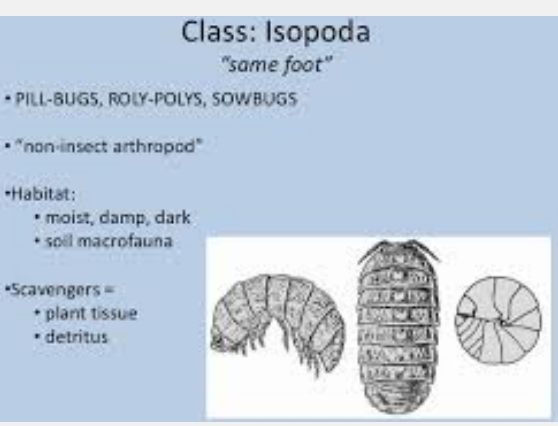 Class: Isopoda
"same foot"
• PILL-BUGS, ROLY-POLYS, SOWBUGS
• "non-insect arthropod"
•Habitat:
• moist, damp, dark
• soil macrofauna
•Scavengers =
• plant tissue
• detritus